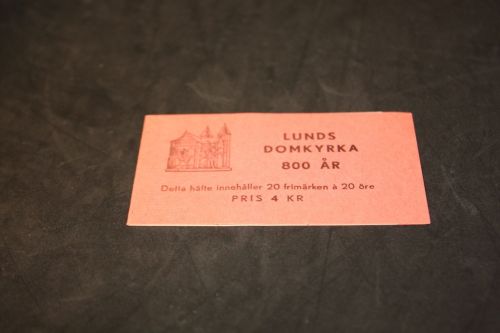 LUNDS
DOMKYRKA
800 ÅR
Detta häfte innehåller 20 frimärken à 20 öre
PRIS 4 KR